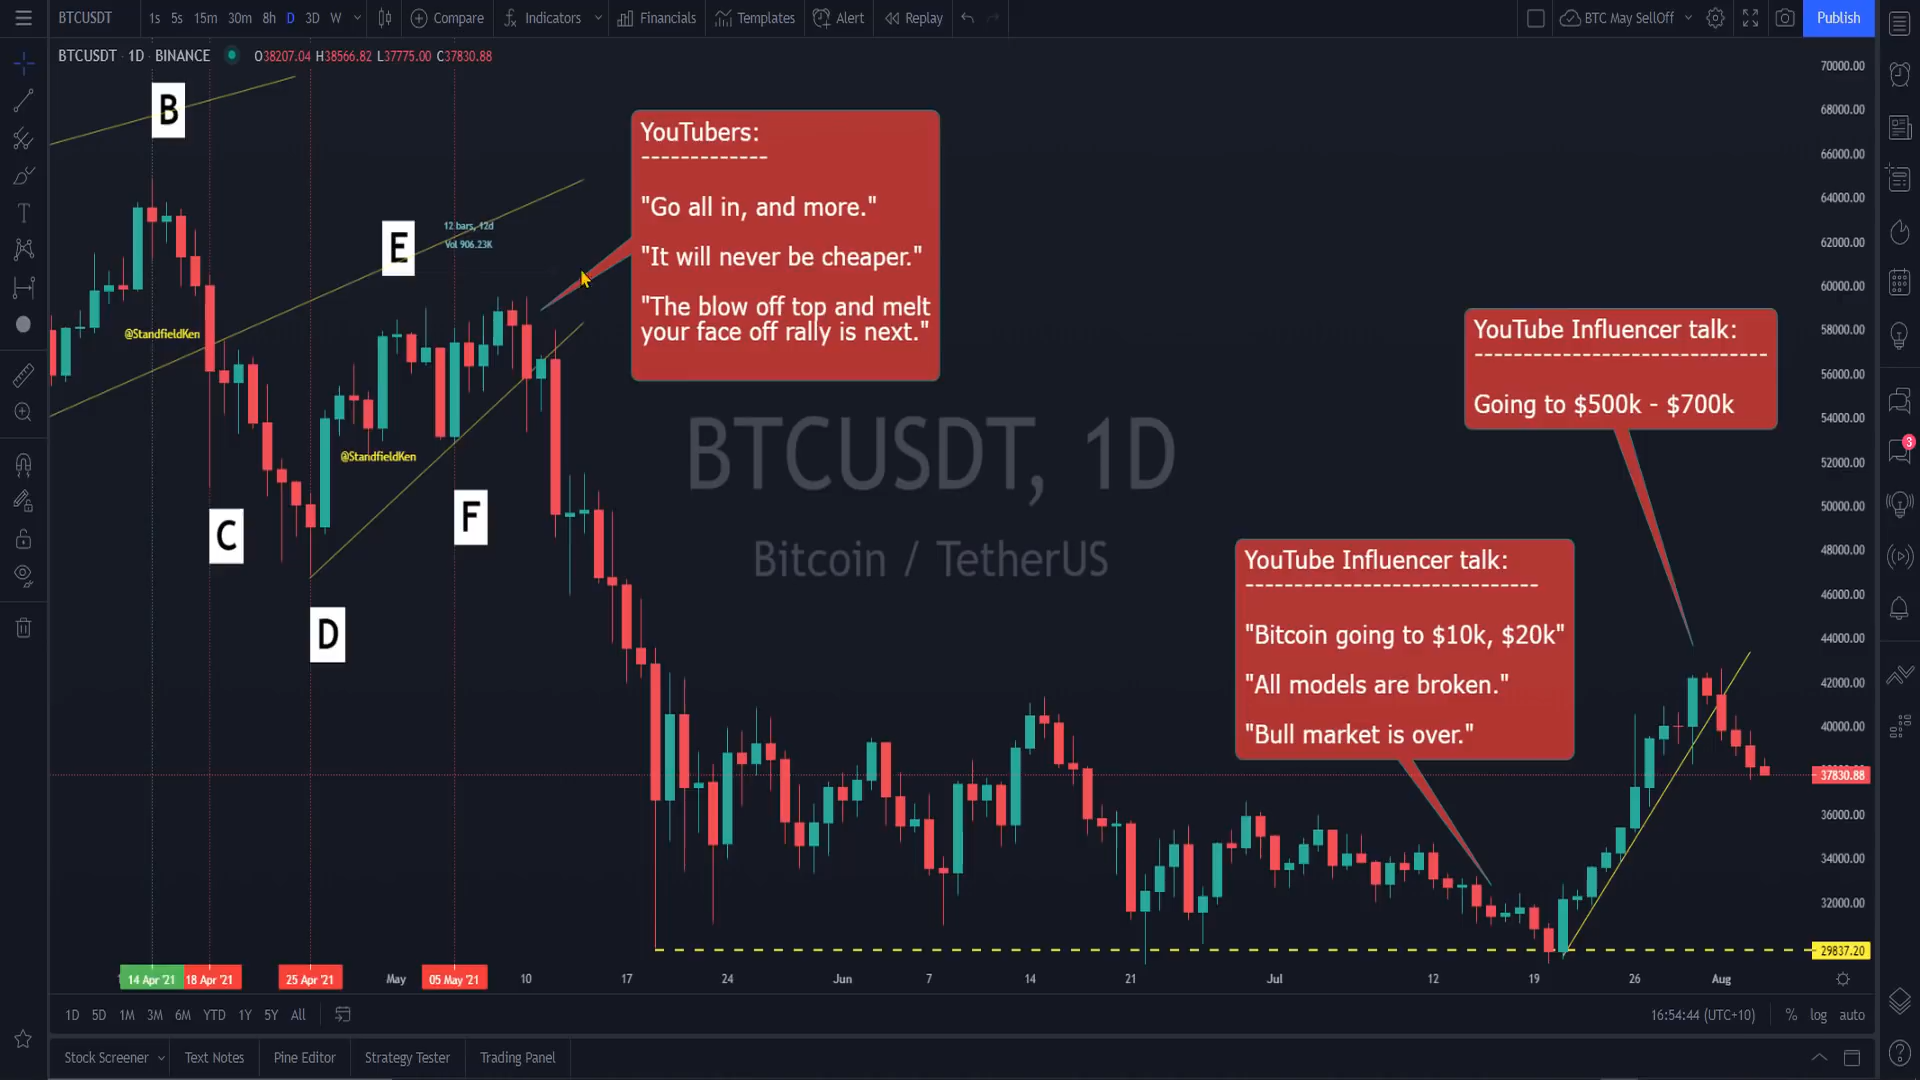 BTCUSDT
1s 5s 15m 30m 8h D 3D W
Compare
Indicators
Financials
Templates
Alert
Replay
BTC May SellOff
Publish
BTCUSDT · 1D · BINANCE
O38207.04 H38566.82 L37775.00 C37830.88
B
E
12 bars, 12d
Vol 906.23K
@StandfieldKen
@StandfieldKen
C
F
D
YouTubers:
-------------
"Go all in, and more."
"It will never be cheaper."
"The blow off top and melt
your face off rally is next."
YouTube Influencer talk:
------------------------------
Going to $500k - $700k
YouTube Influencer talk:
------------------------------
"Bitcoin going to $10k, $20k"
"All models are broken."
"Bull market is over."
BTCUSDT, 1D
Bitcoin / TetherUS
70000.00
68000.00
66000.00
64000.00
62000.00
60000.00
58000.00
56000.00
54000.00
52000.00
50000.00
48000.00
46000.00
44000.00
42000.00
40000.00
37830.88
36000.00
34000.00
32000.00
29837.20
3
14 Apr '21
18 Apr '21
25 Apr '21
May
05 May '21
10
17
24
Jun
7
14
21
Jul
12
19
26
Aug
1D 5D 1M 3M 6M YTD 1Y 5Y All
16:54:44 (UTC+10)
% log auto
Stock Screener
Text Notes
Pine Editor
Strategy Tester
Trading Panel